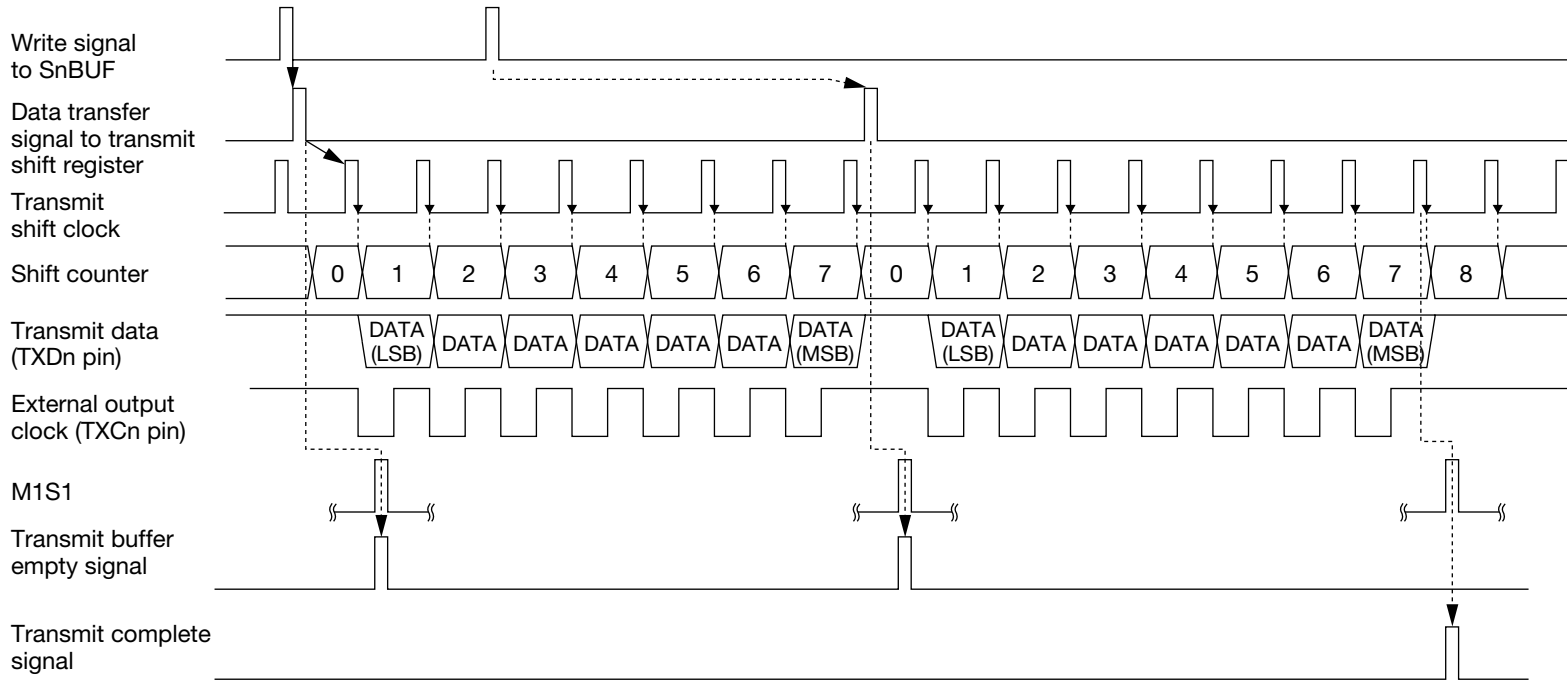 Write signal
to SnBUF
Data transfer
signal to transmit
shift register
Transmit
shift clock
Shift counter
0 1 2 3 4 5 6 7 0 1 2 3 4 5 6 7 8
Transmit data
(TXDn pin)
DATA (LSB) DATA DATA DATA DATA DATA DATA (MSB) DATA (LSB) DATA DATA DATA DATA DATA DATA (MSB)
External output
clock (TXCn pin)
M1S1
Transmit buffer
empty signal
Transmit complete
signal